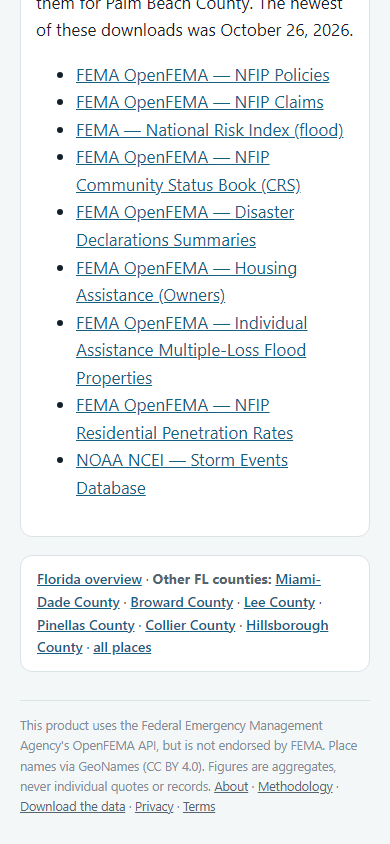 them for Palm Beach County. The newest
of these downloads was October 26, 2026.
FEMA OpenFEMA — NFIP Policies
FEMA OpenFEMA — NFIP Claims
FEMA — National Risk Index (flood)
FEMA OpenFEMA — NFIP
Community Status Book (CRS)
FEMA OpenFEMA — Disaster
Declarations Summaries
FEMA OpenFEMA — Housing
Assistance (Owners)
FEMA OpenFEMA — Individual
Assistance Multiple-Loss Flood
Properties
FEMA OpenFEMA — NFIP
Residential Penetration Rates
NOAA NCEI — Storm Events
Database
Florida overview · Other FL counties: Miami-
Dade County · Broward County · Lee County ·
Pinellas County · Collier County · Hillsborough
County · all places
This product uses the Federal Emergency Management
Agency's OpenFEMA API, but is not endorsed by FEMA. Place
names via GeoNames (CC BY 4.0). Figures are aggregates,
never individual quotes or records. About · Methodology ·
Download the data · Privacy · Terms